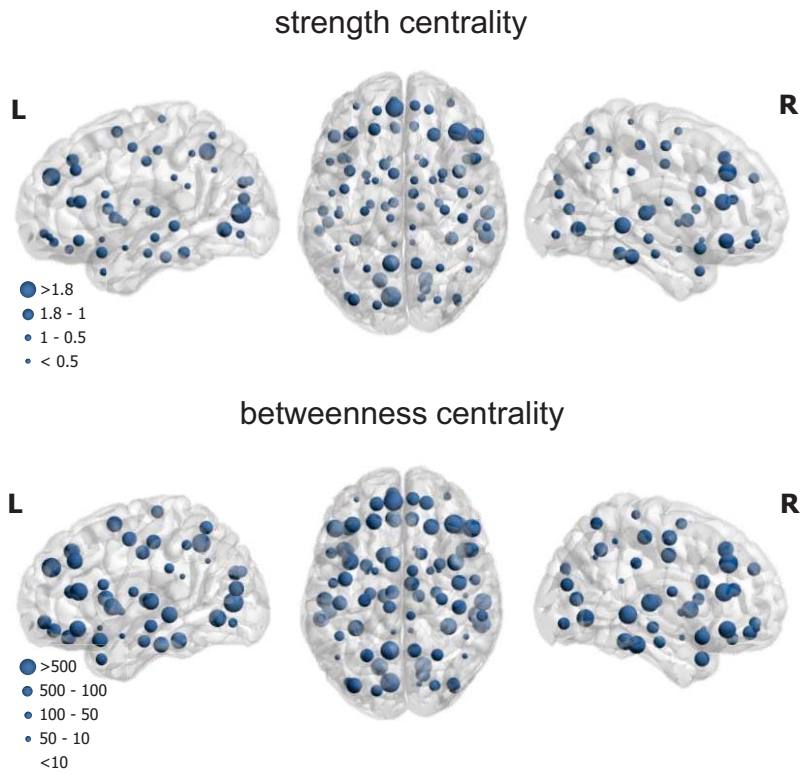 strength centrality
L
R
>1.8
1.8 - 1
1 - 0.5
< 0.5
betweenness centrality
L
R
>500
500 - 100
100 - 50
50 - 10
<10